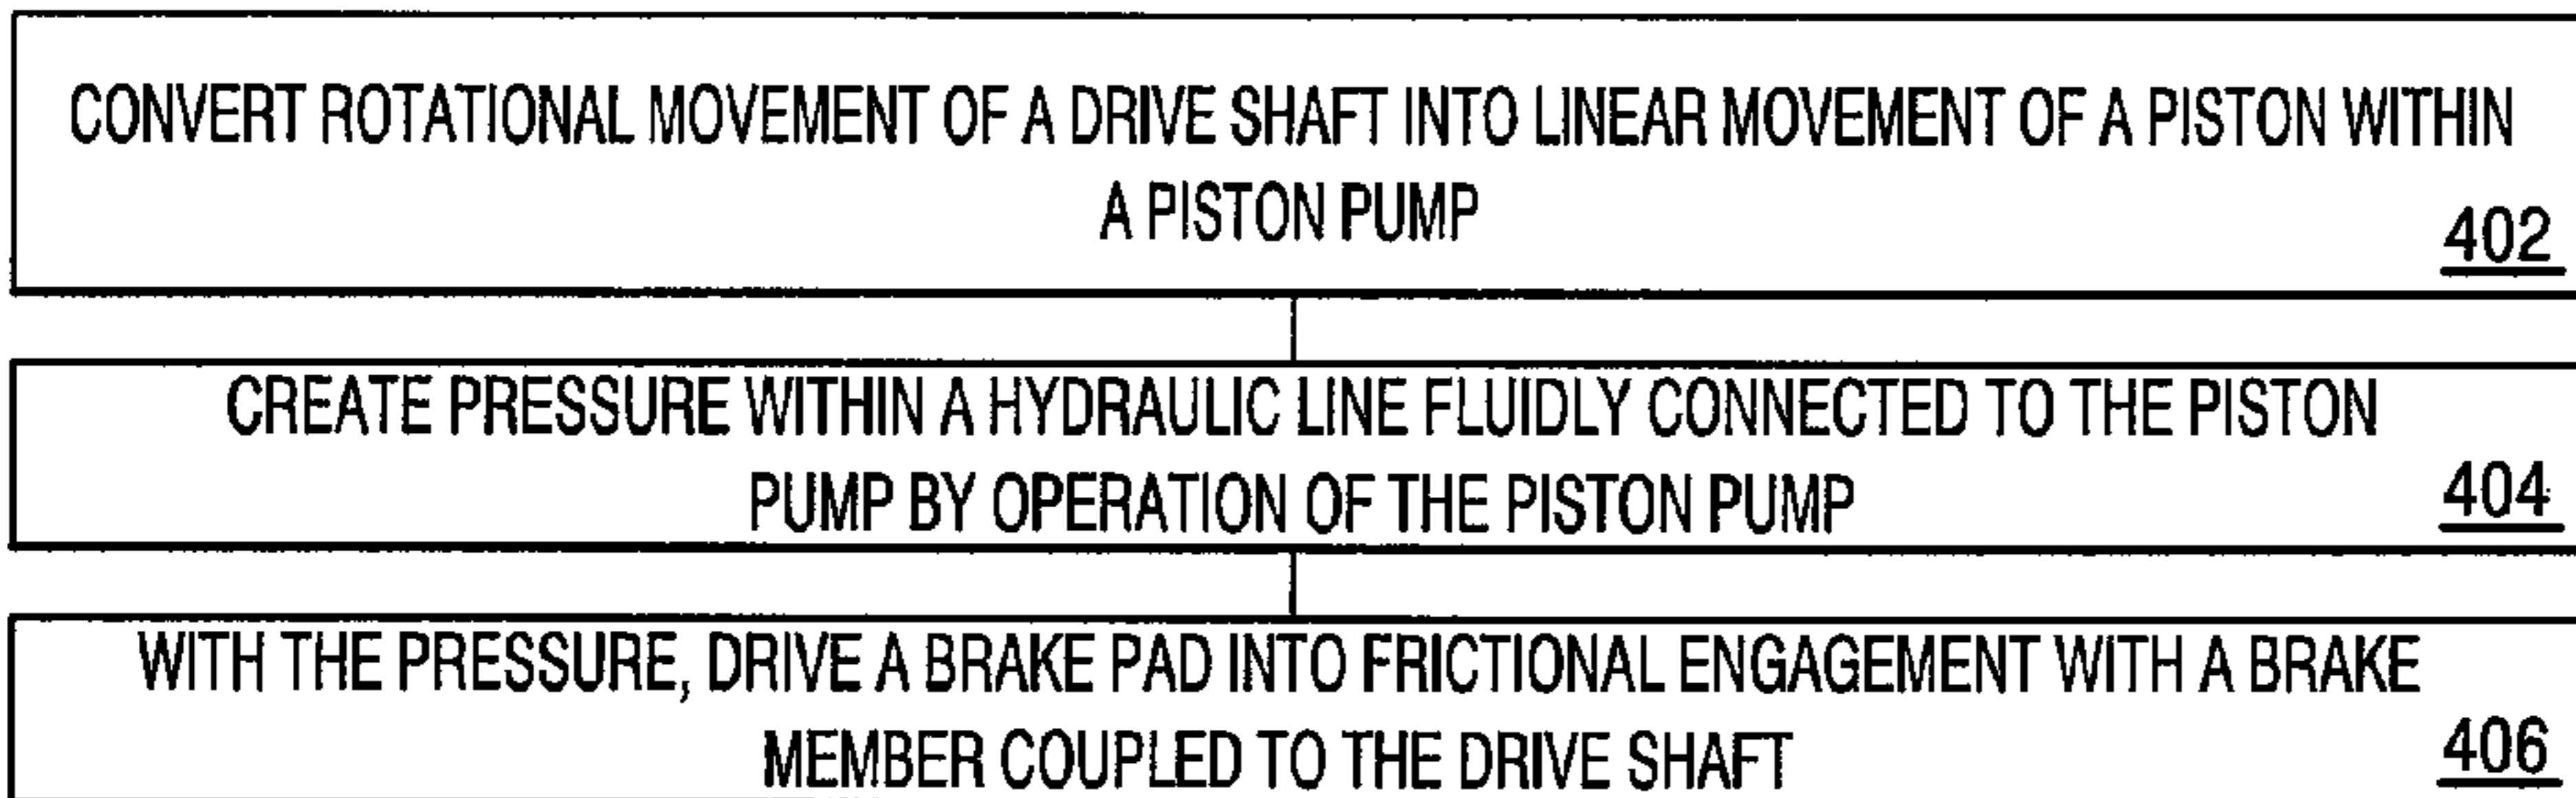 CONVERT ROTATIONAL MOVEMENT OF A DRIVE SHAFT INTO LINEAR MOVEMENT OF A PISTON WITHIN
A PISTON PUMP
402
CREATE PRESSURE WITHIN A HYDRAULIC LINE FLUIDLY CONNECTED TO THE PISTON
PUMP BY OPERATION OF THE PISTON PUMP
404
WITH THE PRESSURE, DRIVE A BRAKE PAD INTO FRICTIONAL ENGAGEMENT WITH A BRAKE
MEMBER COUPLED TO THE DRIVE SHAFT
406